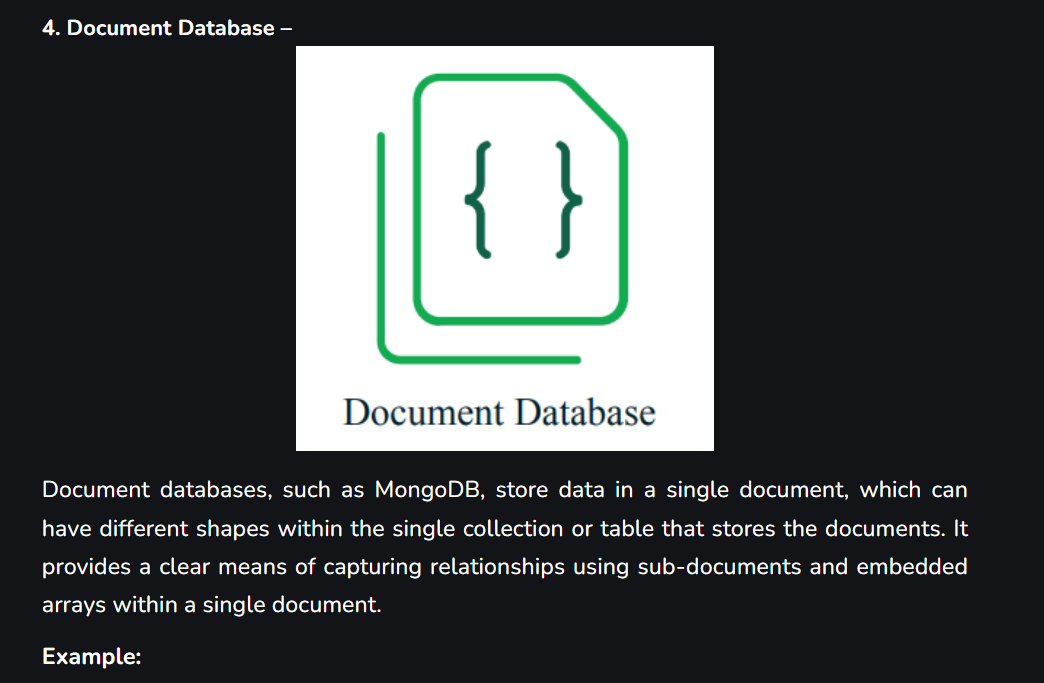 4. Document Database –
{ }
Document Database
Document databases, such as MongoDB, store data in a single document, which can
have different shapes within the single collection or table that stores the documents. It
provides a clear means of capturing relationships using sub-documents and embedded
arrays within a single document.
Example: